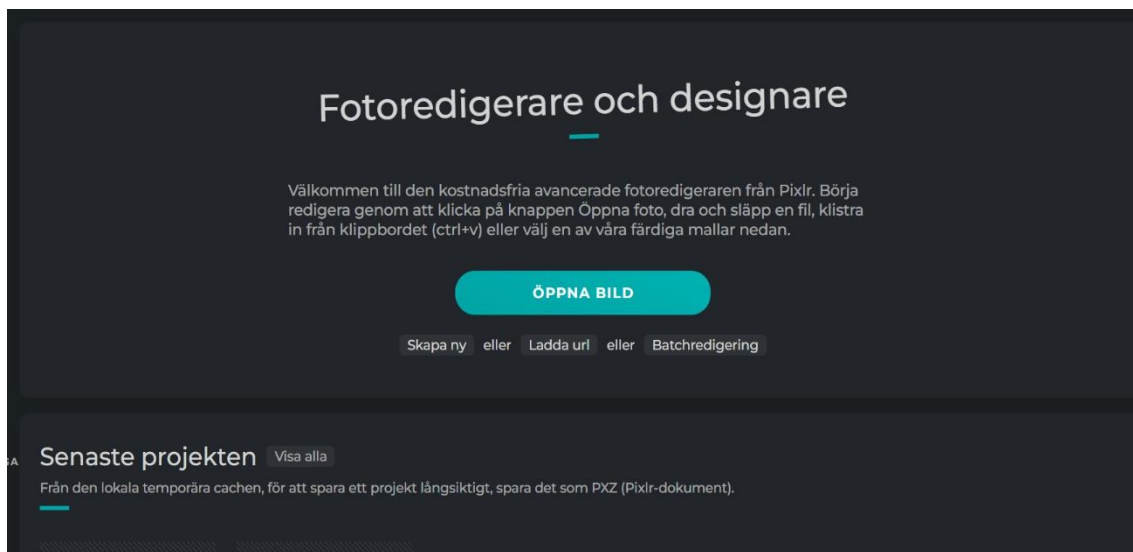 Fotoredigerare och designare
Välkommen till den kostnadsfria avancerade fotoredigeraren från Pixlr. Börja
redigera genom att klicka på knappen Öppna foto, dra och släpp en fil, klistra
in från klippbordet (ctrl+v) eller välj en av våra färdiga mallar nedan.
ÖPPNA BILD
Skapa ny eller Ladda url eller Batchredigering
Senaste projekten Visa alla
Från den lokala temporära cachen, för att spara ett projekt långsiktigt, spara det som PXZ (Pixlr-dokument).